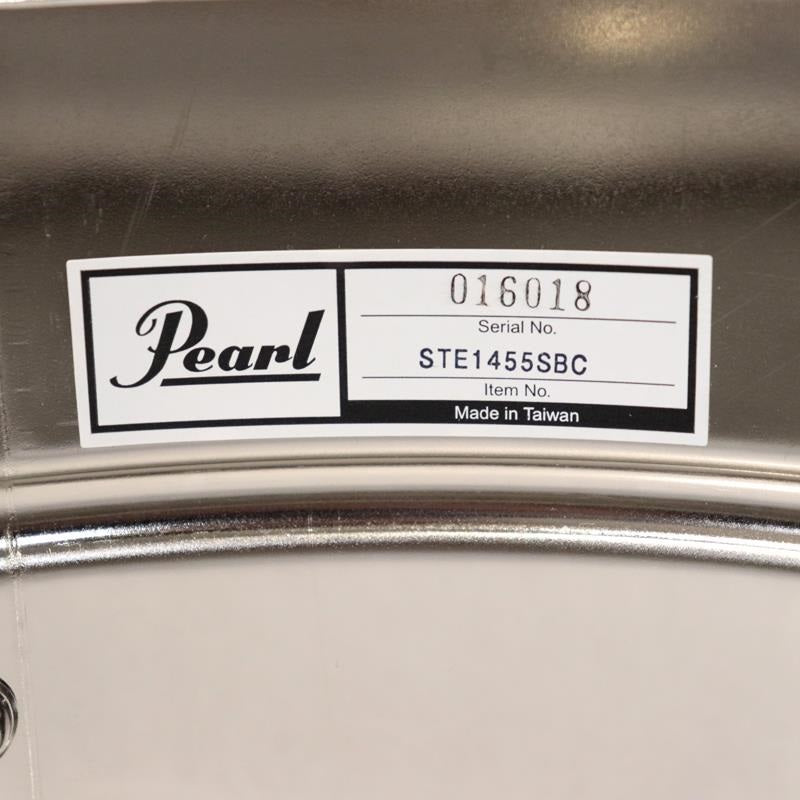 Pearl
016018
Serial No.
STE1455SBC
Item No.
Made in Taiwan